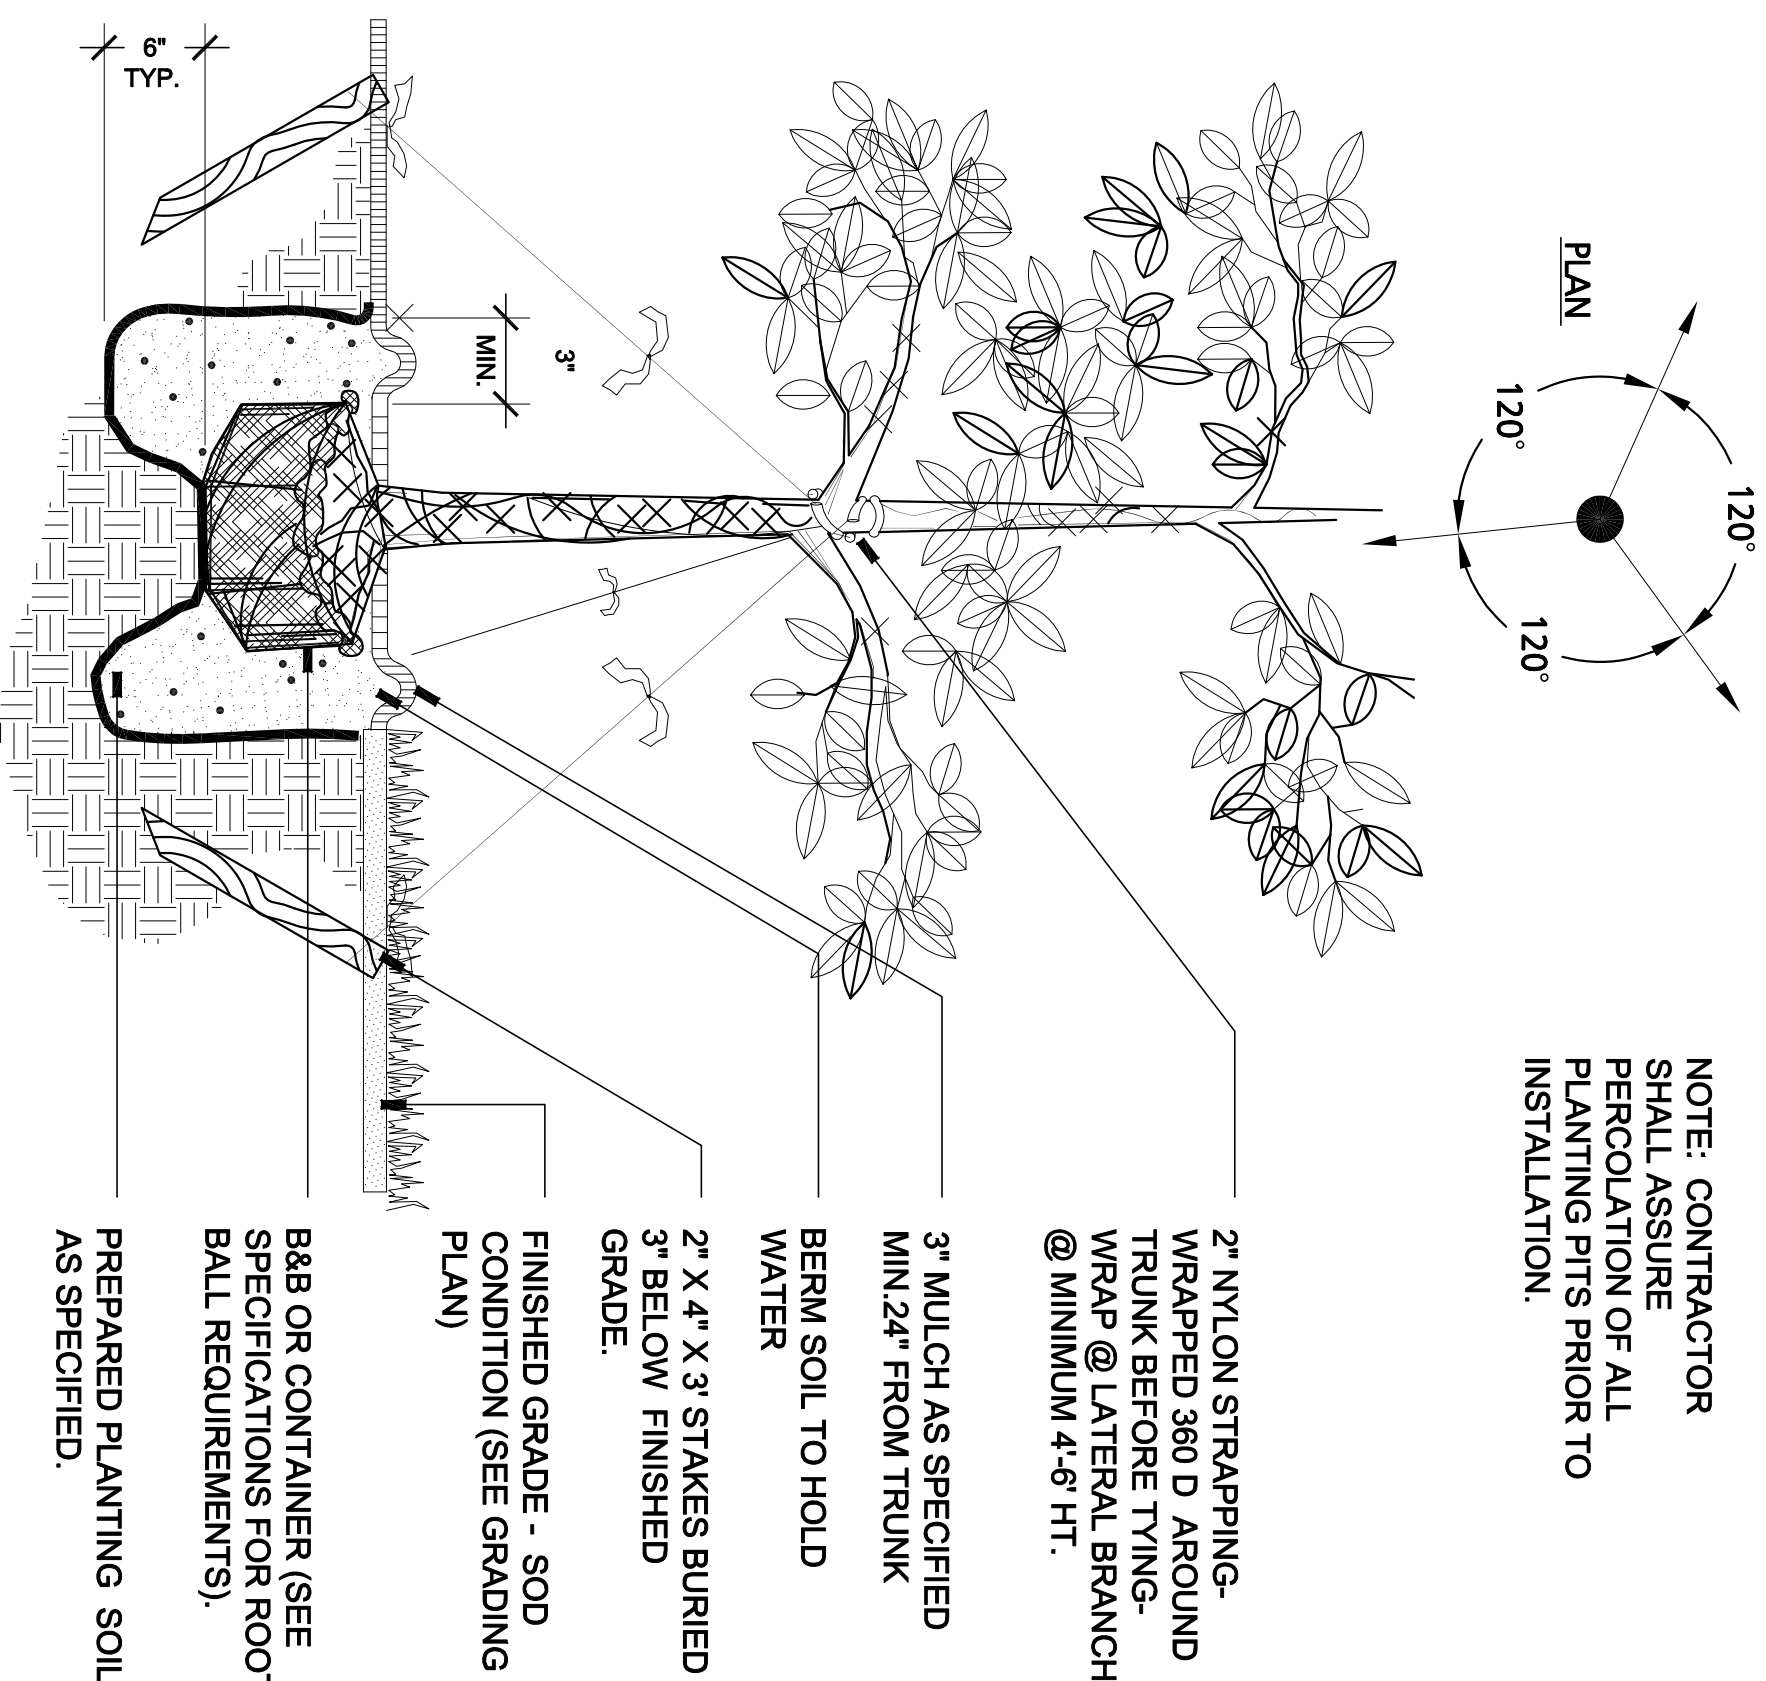 PLAN
120°
120°
120°
NOTE: CONTRACTOR
SHALL ASSURE
PERCOLATION OF ALL
PLANTING PITS PRIOR TO
INSTALLATION.
2" NYLON STRAPPING-
WRAPPED 360 D AROUND
TRUNK BEFORE TYING-
WRAP @ LATERAL BRANCH
@ MINIMUM 4'-6' HT.
3" MULCH AS SPECIFIED
MIN.24" FROM TRUNK
BERM SOIL TO HOLD
WATER
2" X 4" X 3' STAKES BURIED
3" BELOW FINISHED
GRADE.
FINISHED GRADE - SOD
CONDITION (SEE GRADING
PLAN)
B&B OR CONTAINER (SEE
SPECIFICATIONS FOR ROOT
BALL REQUIREMENTS).
PREPARED PLANTING SOIL
AS SPECIFIED.
3"
MIN.
6"
TYP.